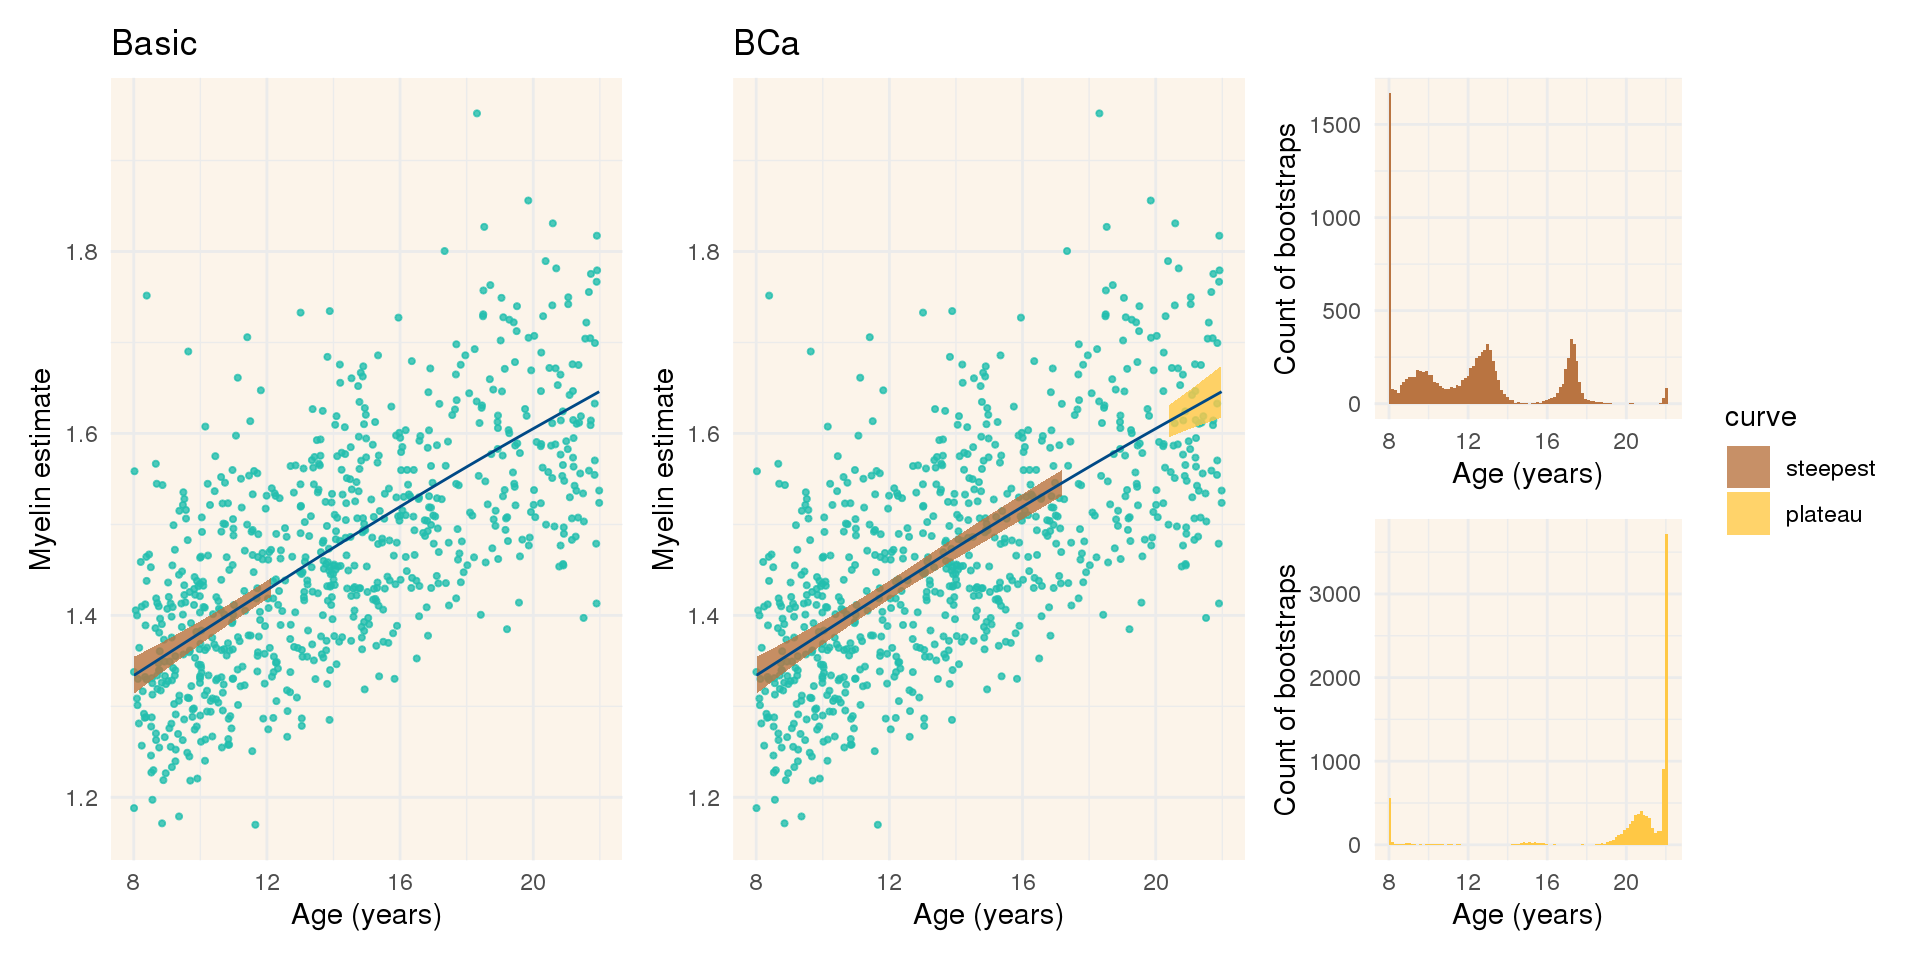 Basic
Myelin estimate
1.8
1.6
1.4
1.2
8 12 16 20
Age (years)
BCa
Myelin estimate
1.8
1.6
1.4
1.2
8 12 16 20
Age (years)
Count of bootstraps
1500
1000
500
0
8 12 16 20
Age (years)
Count of bootstraps
3000
2000
1000
0
8 12 16 20
Age (years)
curve
steepest
plateau